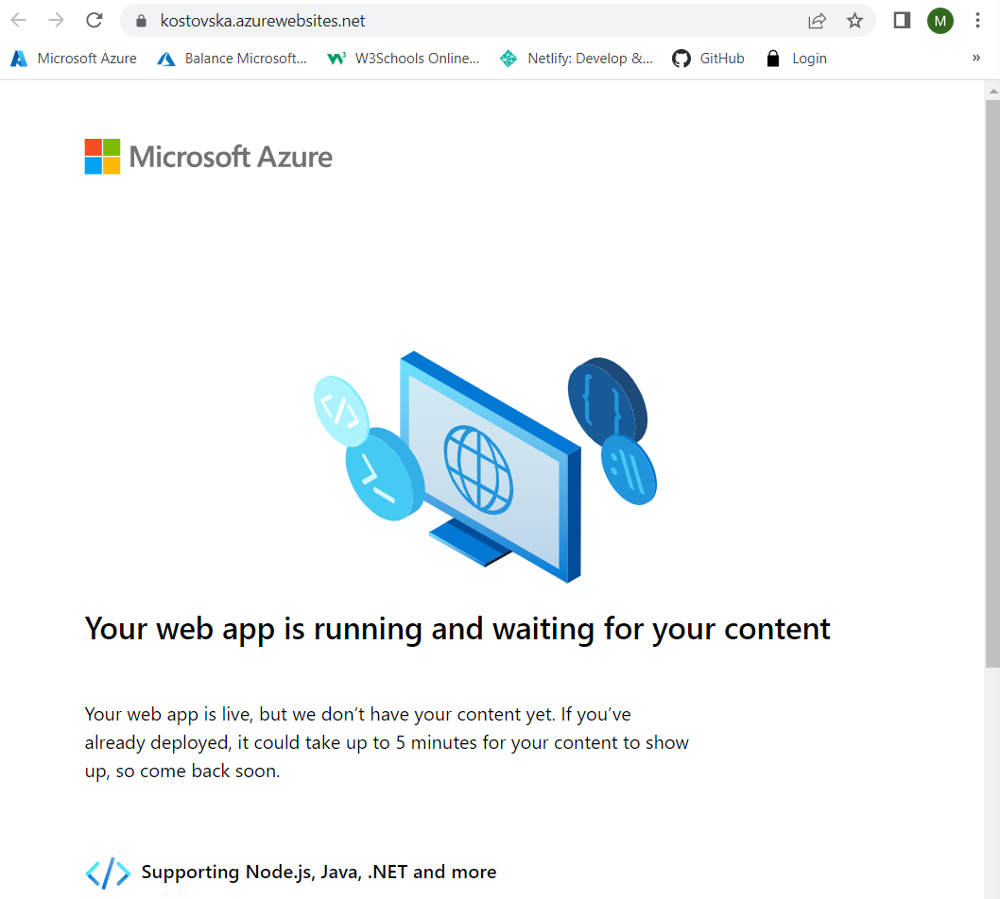 kostovska.azurewebsites.net
M
Microsoft Azure Balance Microsoft... W3Schools Online... Netlify: Develop &... GitHub Login »
Microsoft Azure
Your web app is running and waiting for your content
Your web app is live, but we don’t have your content yet. If you’ve
already deployed, it could take up to 5 minutes for your content to show
up, so come back soon.
Supporting Node.js, Java, .NET and more